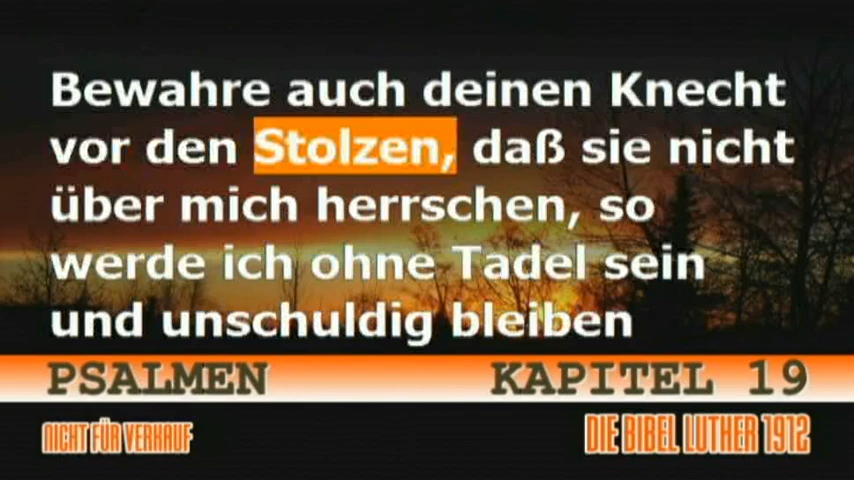 Bewahre auch deinen Knecht
vor den Stolzen, daß sie nicht
über mich herrschen, so
werde ich ohne Tadel sein
und unschuldig bleiben
PSALMEN KAPITEL 19
NICHT FÜR VERKAUF DIE BIBEL LUTHER 1912